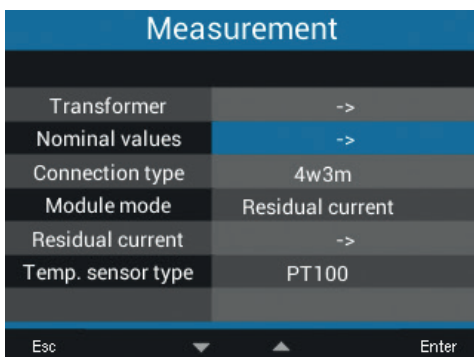 Measurement
Transformer ->
Nominal values ->
Connection type 4w3m
Module mode Residual current
Residual current ->
Temp. sensor type PT100
Esc Enter